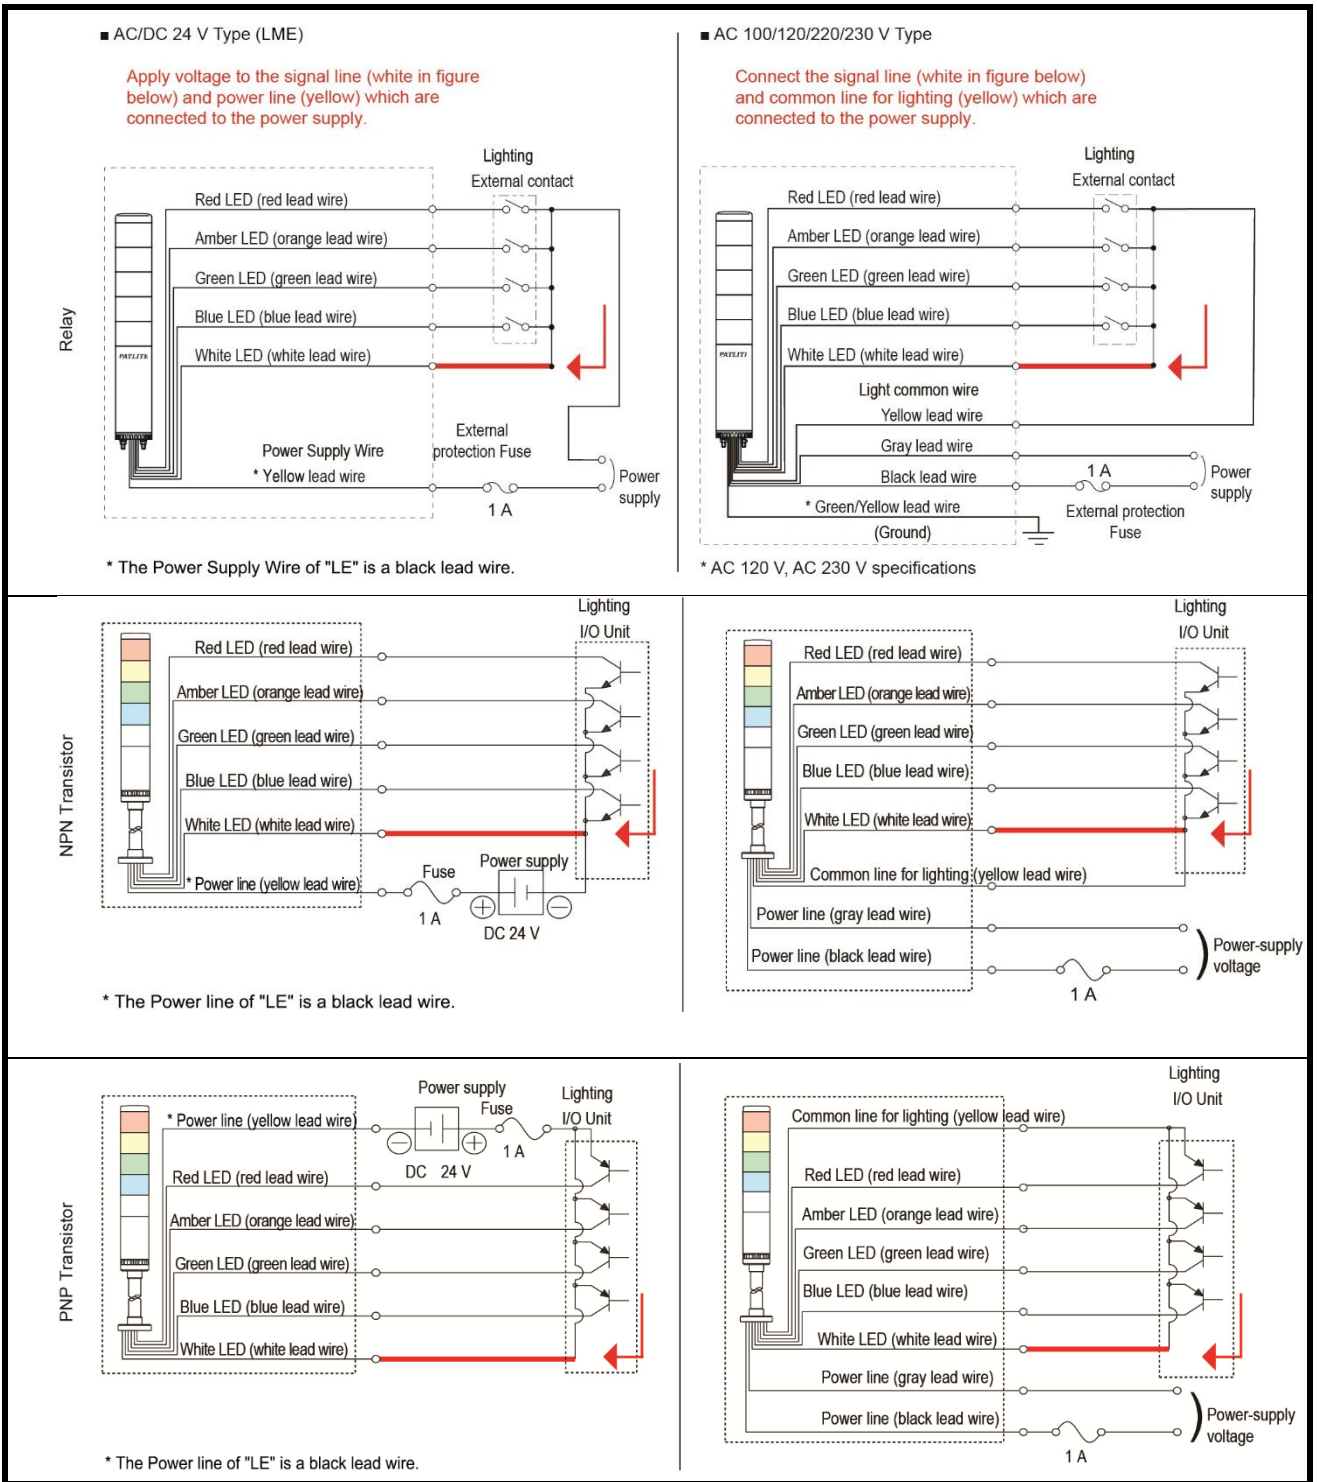 ■ AC/DC 24 V Type (LME)
Apply voltage to the signal line (white in figure
below) and power line (yellow) which are
connected to the power supply.
Lighting
External contact
Red LED (red lead wire)
Amber LED (orange lead wire)
Green LED (green lead wire)
Blue LED (blue lead wire)
White LED (white lead wire)
PATLITE
Relay
External
protection Fuse
Power Supply Wire
* Yellow lead wire
1 A
Power
supply
* The Power Supply Wire of "LE" is a black lead wire.
■ AC 100/120/220/230 V Type
Connect the signal line (white in figure below)
and common line for lighting (yellow) which are
connected to the power supply.
Lighting
External contact
Red LED (red lead wire)
Amber LED (orange lead wire)
Green LED (green lead wire)
Blue LED (blue lead wire)
White LED (white lead wire)
PATLITI
Light common wire
Yellow lead wire
Gray lead wire
Black lead wire
1 A
Power
supply
* Green/Yellow lead wire
(Ground)
External protection
Fuse
* AC 120 V, AC 230 V specifications
NPN Transistor
Lighting
I/O Unit
Red LED (red lead wire)
Amber LED (orange lead wire)
Green LED (green lead wire)
Blue LED (blue lead wire)
White LED (white lead wire)
* Power line (yellow lead wire)
Fuse
1 A
Power supply
DC 24 V
* The Power line of "LE" is a black lead wire.
Lighting
I/O Unit
Red LED (red lead wire)
Amber LED (orange lead wire)
Green LED (green lead wire)
Blue LED (blue lead wire)
White LED (white lead wire)
Common line for lighting (yellow lead wire)
Power line (gray lead wire)
Power line (black lead wire)
1 A
Power-supply
voltage
PNP Transistor
Power supply
Fuse
1 A
DC 24 V
Lighting
I/O Unit
* Power line (yellow lead wire)
Red LED (red lead wire)
Amber LED (orange lead wire)
Green LED (green lead wire)
Blue LED (blue lead wire)
White LED (white lead wire)
* The Power line of "LE" is a black lead wire.
Lighting
I/O Unit
Common line for lighting (yellow lead wire)
Red LED (red lead wire)
Amber LED (orange lead wire)
Green LED (green lead wire)
Blue LED (blue lead wire)
White LED (white lead wire)
Power line (gray lead wire)
Power line (black lead wire)
1 A
Power-supply
voltage